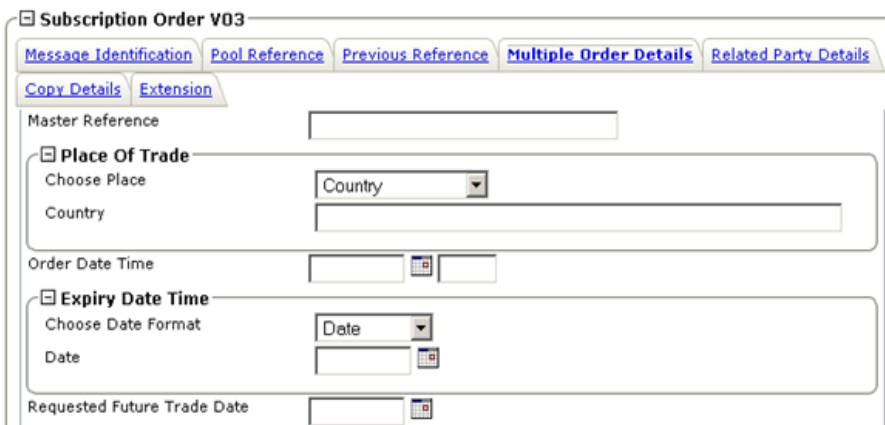 Subscription Order V03
Message Identification Pool Reference Previous Reference Multiple Order Details Related Party Details
Copy Details Extension
Master Reference
Place Of Trade
Choose Place Country
Country
Order Date Time
Expiry Date Time
Choose Date Format Date
Date
Requested Future Trade Date